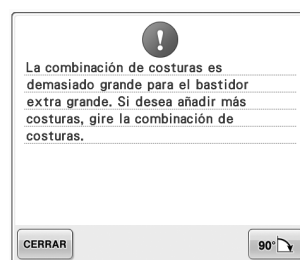 La combinación de costuras es
demasiado grande para el bastidor
extra grande. Si desea añadir más
costuras, gire la combinación de
costuras.
CERRAR
90°